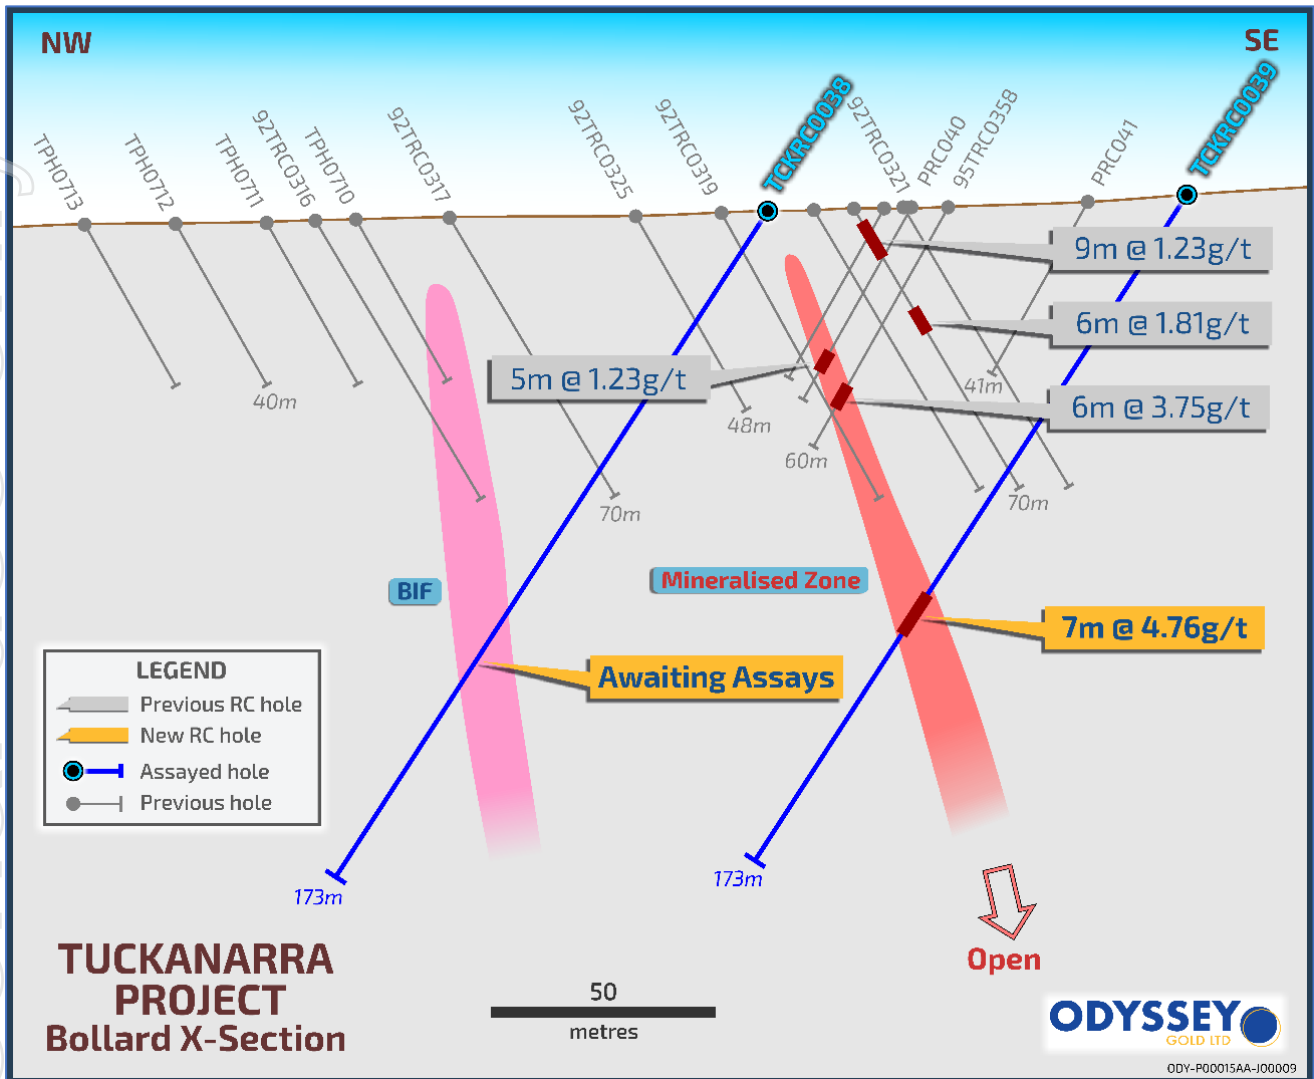 NW
SE
TPH0713
TPH0712
TPH0711
92TRC0316
TPH0710
92TRC0317
92TRC0325
92TRC0319
TCKRC0038
92TRC0321
PRC040
95TRC0358
PRC041
TCKRC0039
9m @ 1.23g/t
6m @ 1.81g/t
5m @ 1.23g/t
41m
40m
6m @ 3.75g/t
48m
60m
70m
70m
BIF
Mineralised Zone
7m @ 4.76g/t
Awaiting Assays
LEGEND
Previous RC hole
New RC hole
Assayed hole
Previous hole
173m
173m
Open
TUCKANARRA
PROJECT
Bollard X-Section
50
metres
ODYSSEY
GOLD LTD
ODY-P00015AA-J00009